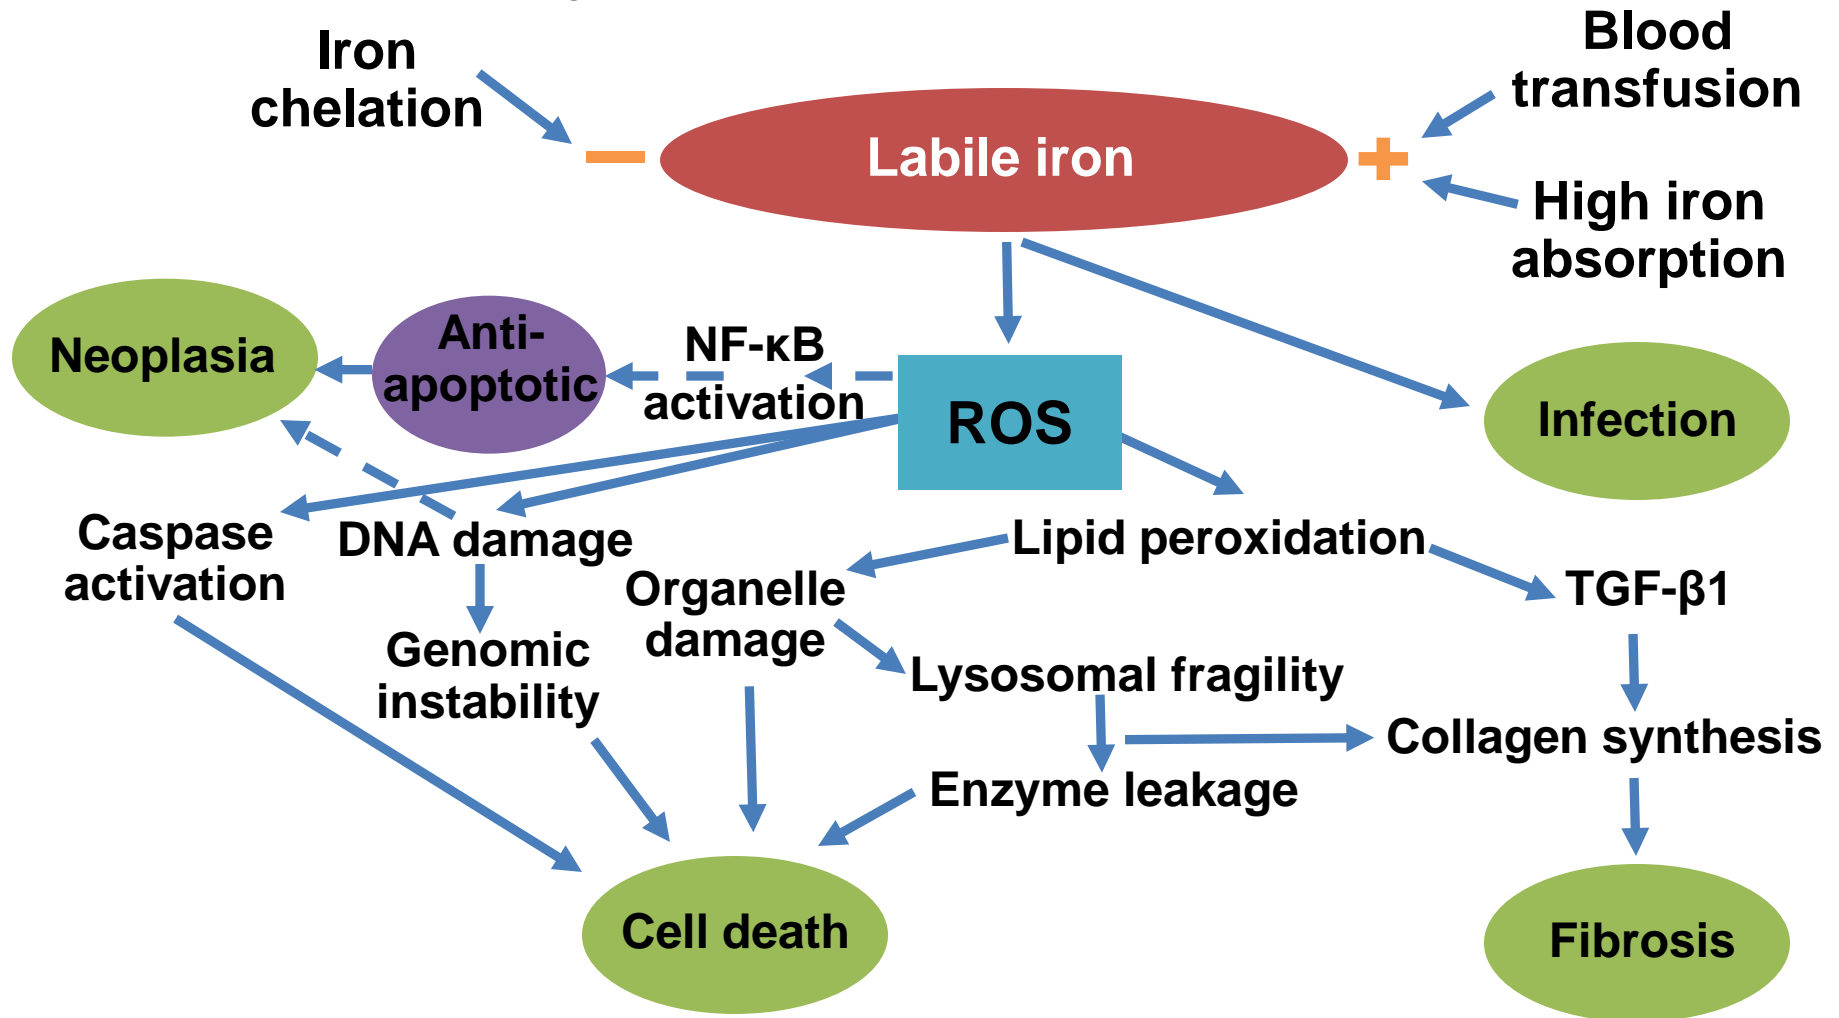 Iron
chelation
Blood
transfusion
Labile iron
High iron
absorption
Neoplasia
Anti-
apoptotic
NF-κB
activation
ROS
Infection
Caspase
activation
DNA damage
Lipid peroxidation
Organelle
damage
TGF-β1
Genomic
instability
Lysosomal fragility
Collagen synthesis
Enzyme leakage
Cell death
Fibrosis